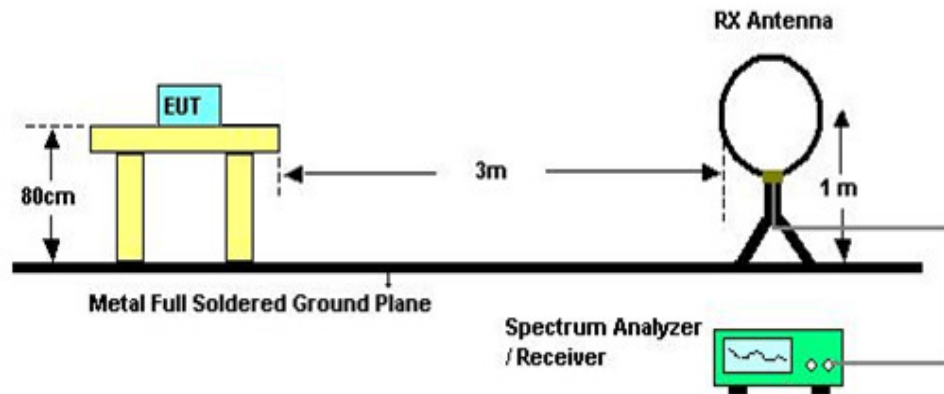 RX Antenna
EUT
80cm
3m
1 m
Metal Full Soldered Ground Plane
Spectrum Analyzer
/ Receiver